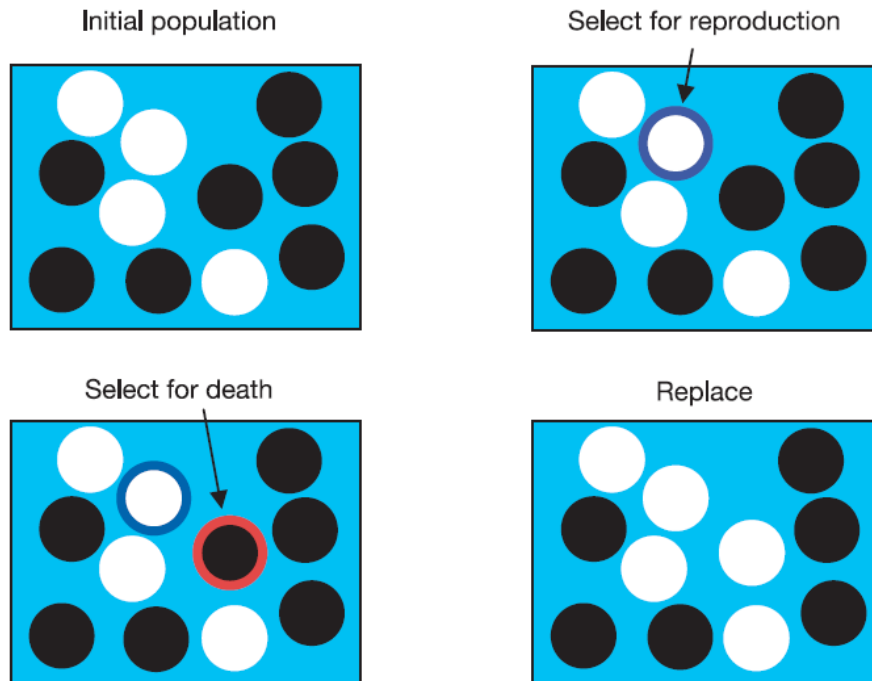 Initial population
Select for reproduction
Select for death
Replace